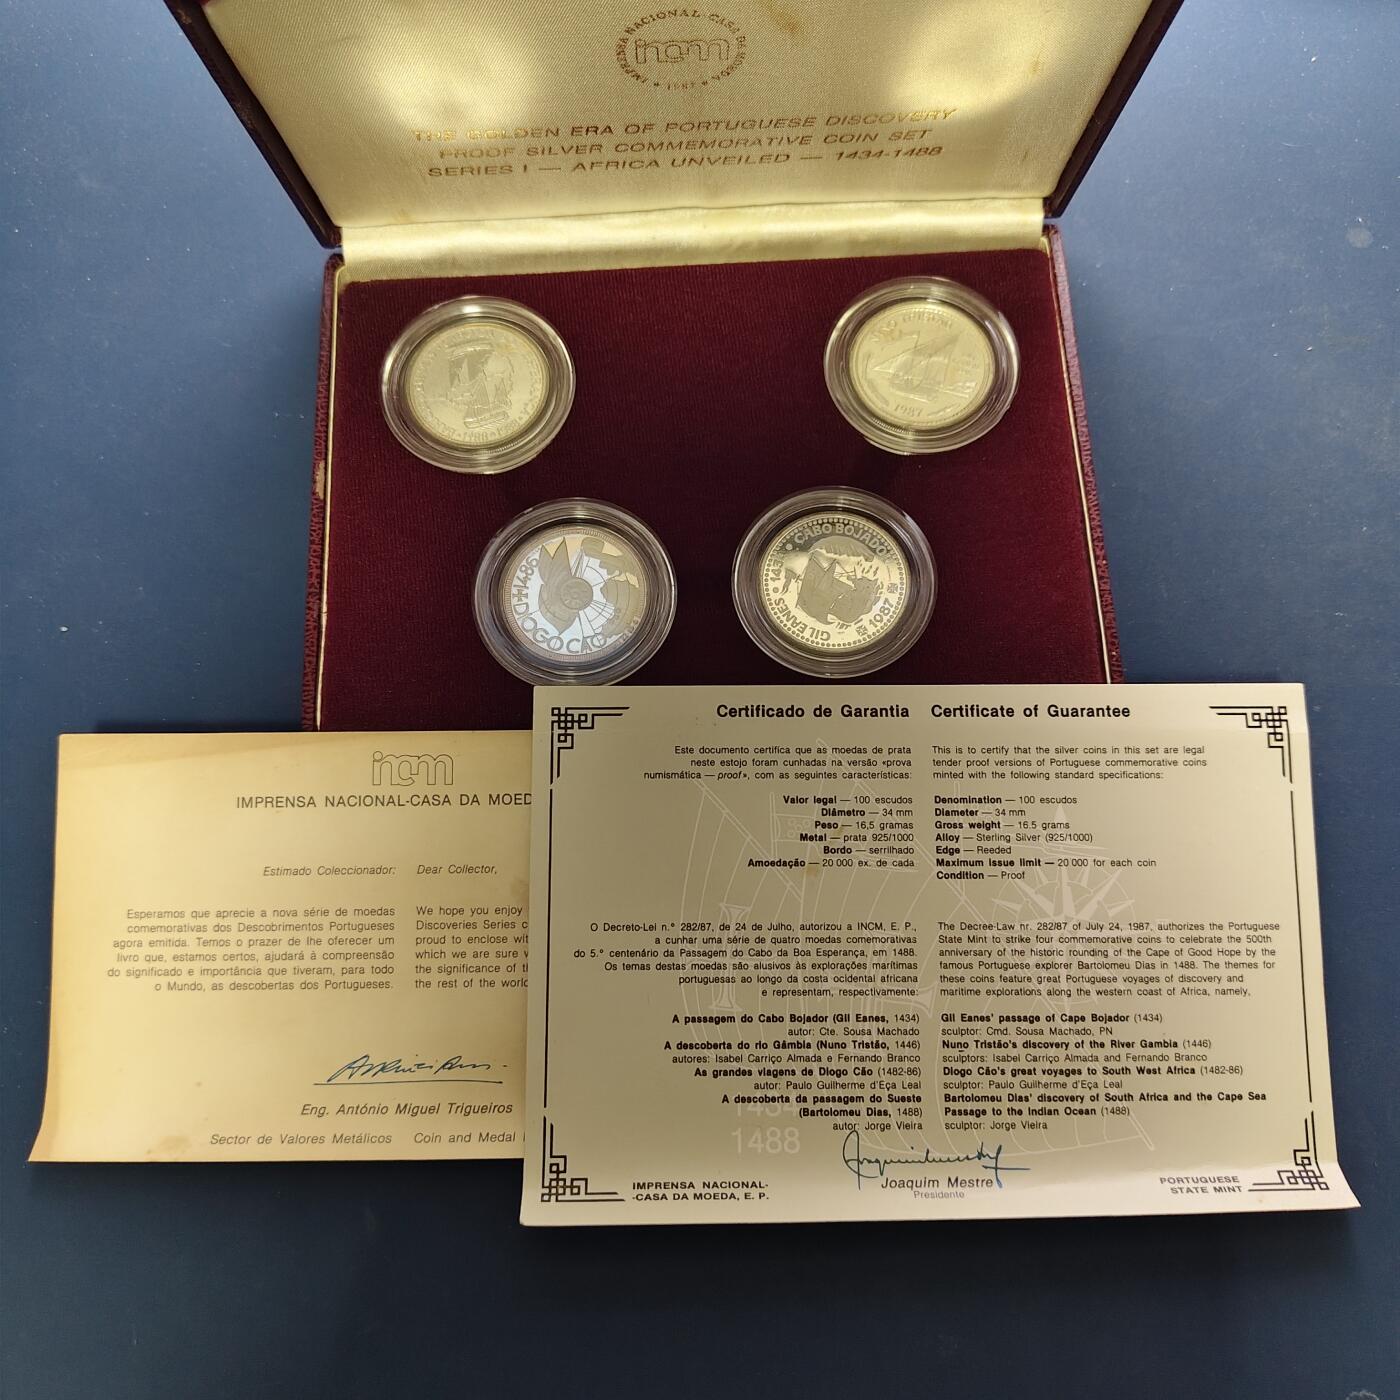 IMPRENSA NACIONAL-CASA DA MOEDA
incm
* 1987 *
THE GOLDEN ERA OF PORTUGUESE DISCOVERY
PROOF SILVER COMMEMORATIVE COIN SET
SERIES I — AFRICA UNVEILED — 1434-1488
1488
NUNO TRISTÃO
1987
DIOGO CÃO
1486
GIL EANES
1434 • CABO BOJADOR
1987
incm
IMPRENSA NACIONAL-CASA DA MOED
Estimado Coleccionador:
Esperamos que aprecie a nova série de moedas
comemorativas dos Descobrimentos Portugueses
agora emitida. Temos o prazer de lhe oferecer um
livro que, estamos certos, ajudará à compreensão
do significado e importância que tiveram, para todo
o Mundo, as descobertas dos Portugueses.
Dear Collector,
We hope you enjoy
Discoveries Series c
proud to enclose wit
which we are sure w
the significance of t
the rest of the world
Eng. António Miguel Trigueiros
Sector de Valores Metálicos
Coin and Medal
Certificado de Garantia
Este documento certifica que as moedas de prata
neste estojo foram cunhadas na versão «prova
numismática — proof», com as seguintes características:
Valor legal — 100 escudos
Diâmetro — 34 mm
Peso — 16,5 gramas
Metal — prata 925/1000
Bordo — serrilhado
Amoedação — 20 000 ex. de cada
O Decreto-Lei n.º 282/87, de 24 de Julho, autorizou a INCM, E. P.,
a cunhar uma série de quatro moedas comemorativas
do 5.º centenário da Passagem do Cabo da Boa Esperança, em 1488.
Os temas destas moedas são alusivos às explorações marítimas
portuguesas ao longo da costa ocidental africana
e representam, respectivamente:
A passagem do Cabo Bojador (Gil Eanes, 1434)
autor: Cte. Sousa Machado
A descoberta do rio Gâmbia (Nuno Tristão, 1446)
autores: Isabel Carriço Almada e Fernando Branco
As grandes viagens de Diogo Cão (1482-86)
autor: Paulo Guilherme d'Eça Leal
A descoberta da passagem do Sueste
(Bartolomeu Dias, 1488)
autor: Jorge Vieira
Certificate of Guarantee
This is to certify that the silver coins in this set are legal
tender proof versions of Portuguese commemorative coins
minted with the following standard specifications:
Denomination — 100 escudos
Diameter — 34 mm
Gross weight — 16.5 grams
Alloy — Sterling Silver (925/1000)
Edge — Reeded
Maximum issue limit — 20 000 for each coin
Condition — Proof
The Decree-Law nr. 282/87 of July 24, 1987, authorizes the Portuguese
State Mint to strike four commemorative coins to celebrate the 500th
anniversary of the historic rounding of the Cape of Good Hope by the
famous Portuguese explorer Bartolomeu Dias in 1488. The themes for
these coins feature great Portuguese voyages of discovery and
maritime explorations along the western coast of Africa, namely,
Gil Eanes' passage of Cape Bojador (1434)
sculptor: Cmd. Sousa Machado, PN
Nuno Tristão's discovery of the River Gambia (1446)
sculptors: Isabel Carriço Almada and Fernando Branco
Diogo Cão's great voyages to South West Africa (1482-86)
sculptor: Paulo Guilherme d'Eça Leal
Bartolomeu Dias' discovery of South Africa and the Cape Sea
Passage to the Indian Ocean (1488)
sculptor: Jorge Vieira
1434
1488
Joaquim Mestre
Presidente
IMPRENSA NACIONAL-
-CASA DA MOEDA, E. P.
PORTUGUESE
STATE MINT